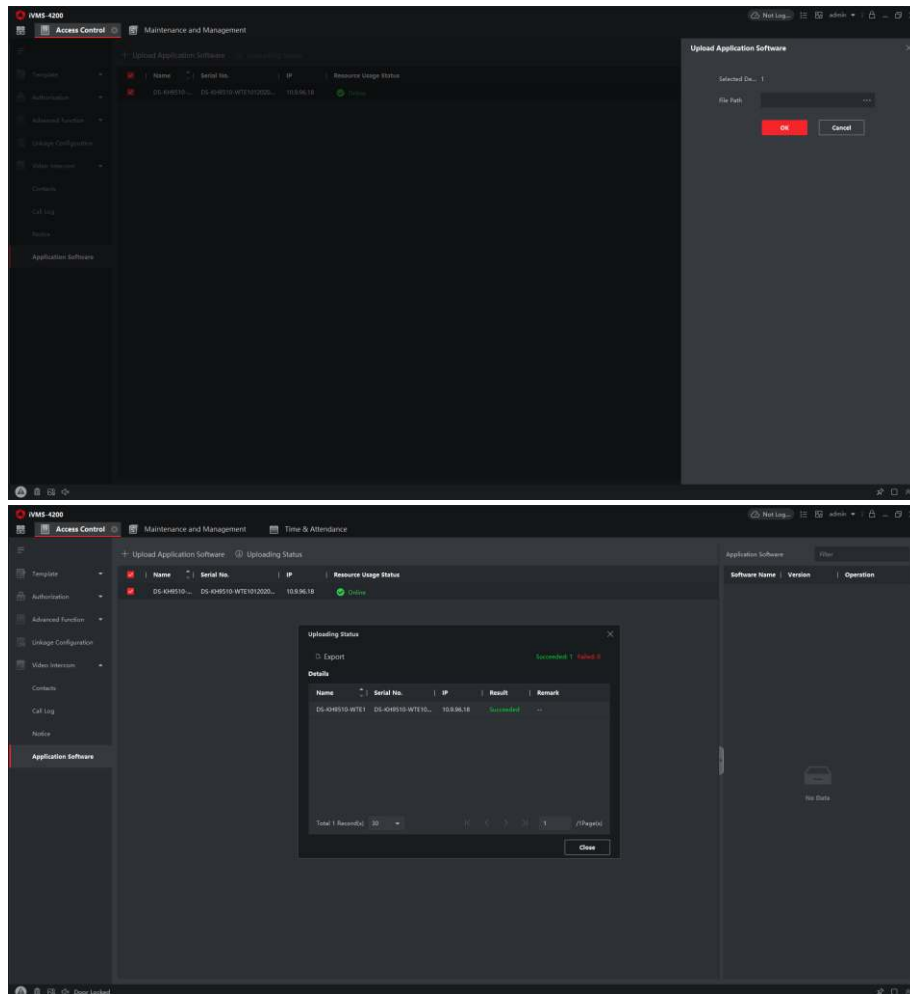 iVMS-4200
Not Log... admin
Access Control Maintenance and Management
Upload Application Software
Upload Application Software Uploading Status
Template
Name Serial No. IP Resource Usage Status
Selected De... 1
Authorization
DS-KH9510-... DS-KH9510-WTE1012020... 10.9.96.18 Online
File Path ...
Advanced Function
OK Cancel
Linkage Configuration
Video Intercom
Contacts
Call Log
Notice
Application Software
iVMS-4200
Not Log... admin
Access Control Maintenance and Management Time & Attendance
Upload Application Software Uploading Status
Application Software Filter
Template
Name Serial No. IP Resource Usage Status
Software Name Version Operation
Authorization
DS-KH9510-... DS-KH9510-WTE1012020... 10.9.96.18 Online
Advanced Function
Linkage Configuration
Video Intercom
Contacts
Call Log
Notice
Application Software
Uploading Status
Export Succeeded: 1 Failed: 0
Details
Name Serial No. IP Result Remark
DS-KH9510-WTE1 DS-KH9510-WTE10... 10.9.96.18 Succeeded --
No Data
Total 1 Record(s) 30 1 /1Page(s)
Close
Door Locked